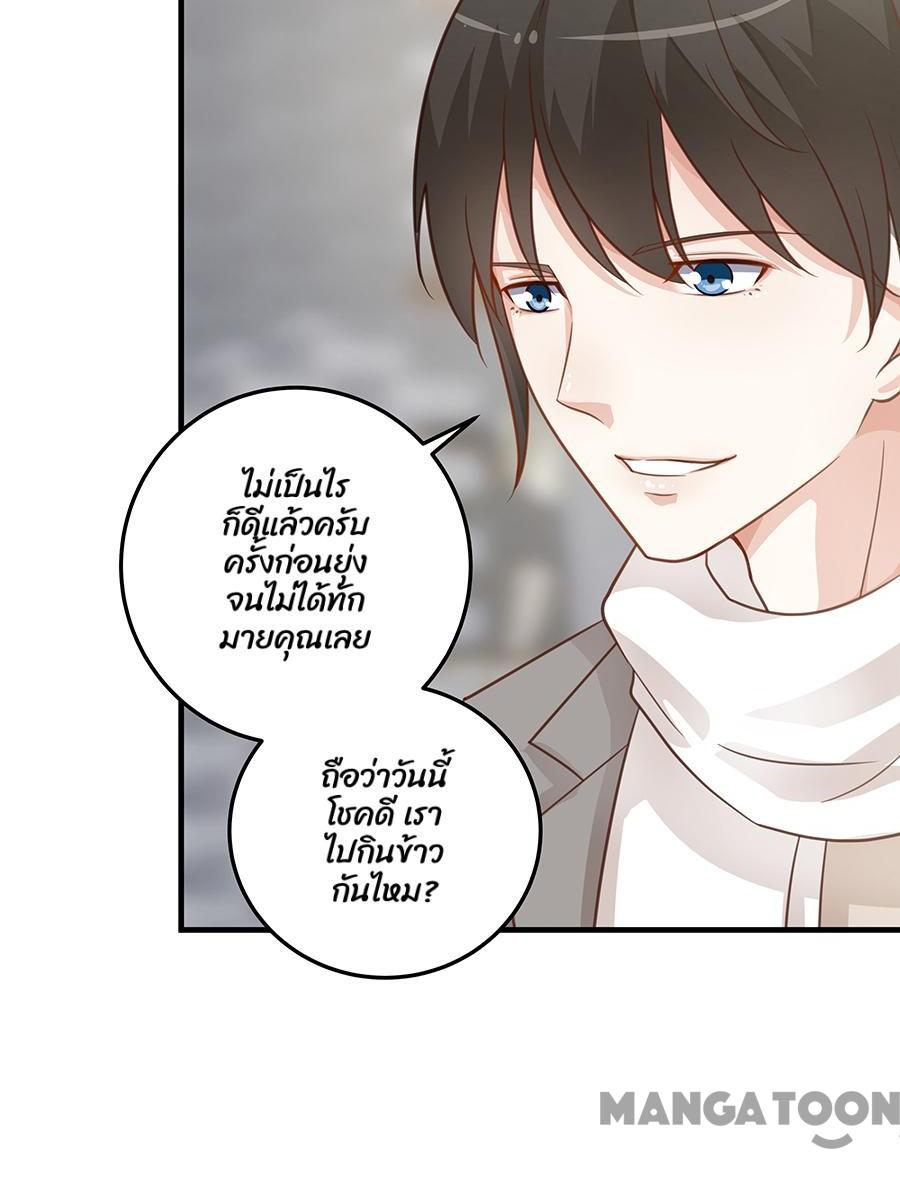 ไม่เป็นไร
ก็ดีแล้วครับ
ครั้งก่อนยุ่ง
จนไม่ได้ทัก
มายคุณเลย
ถือว่าวันนี้
โชคดี เรา
ไปกินข้าว
กันไหม?
MANGATOON